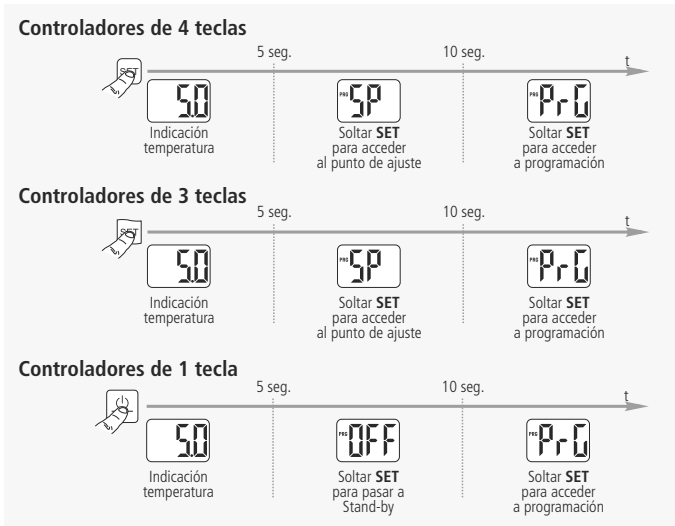 Controladores de 4 teclas
5 seg. 10 seg. t
SET
5.0 PRG SP PRG PrG
Indicación Soltar SET Soltar SET
temperatura para acceder para acceder
al punto de ajuste a programación
Controladores de 3 teclas
5 seg. 10 seg. t
SET
5.0 PRG SP PRG PrG
Indicación Soltar SET Soltar SET
temperatura para acceder para acceder
al punto de ajuste a programación
Controladores de 1 tecla
5 seg. 10 seg. t
5.0 PRG OFF PRG PrG
Indicación Soltar SET Soltar SET
temperatura para pasar a para acceder
Stand-by a programación